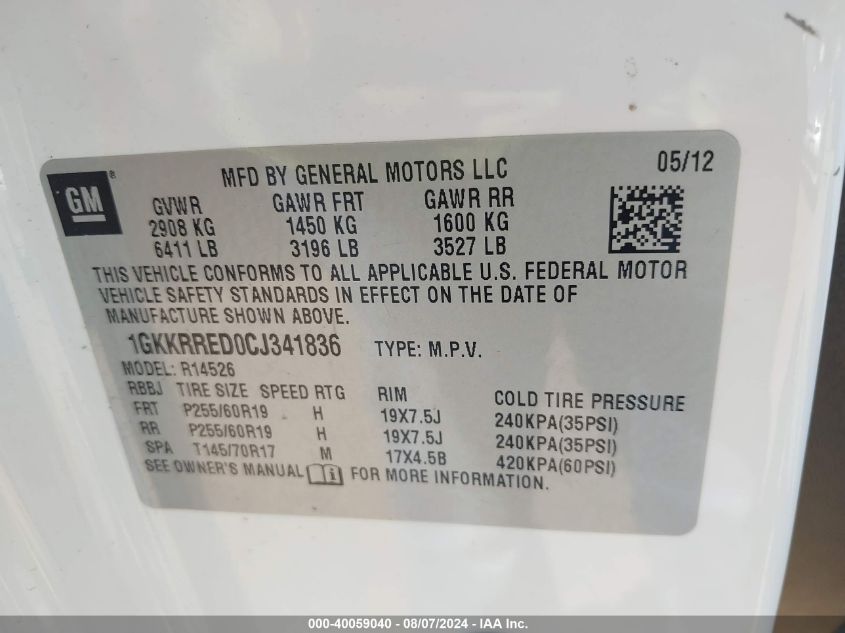 GM®
MFD BY GENERAL MOTORS LLC 05/12
GVWR GAWR FRT GAWR RR
2908 KG 1450 KG 1600 KG
6411 LB 3196 LB 3527 LB
THIS VEHICLE CONFORMS TO ALL APPLICABLE U.S. FEDERAL MOTOR
VEHICLE SAFETY STANDARDS IN EFFECT ON THE DATE OF
MANUFACTURE SHOWN ABOVE.
1GKKRRED0CJ341836 TYPE: M.P.V.
MODEL: R14526
RBBJ TIRE SIZE SPEED RTG RIM COLD TIRE PRESSURE
FRT P255/60R19 H 19X7.5J 240KPA(35PSI)
RR P255/60R19 H 19X7.5J 240KPA(35PSI)
SPA T145/70R17 M 17X4.5B 420KPA(60PSI)
SEE OWNER'S MANUAL FOR MORE INFORMATION.
000-40059040 - 08/07/2024 - IAA Inc.